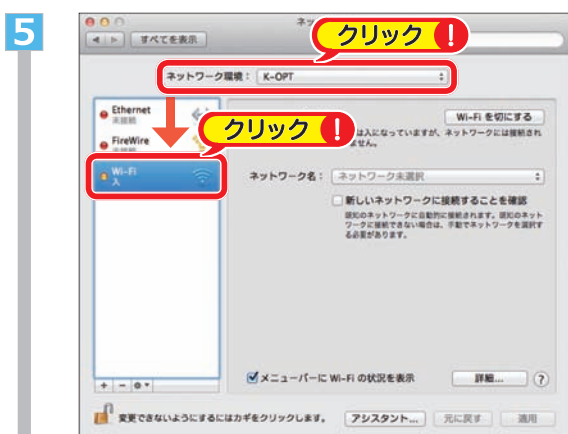 5
ネッ
すべてを表示
クリック!
ネットワーク環境： K-OPT
Ethernet
未接続
クリック!
FireWire
Wi-Fi
入
Wi-Fi を切にする
は入になっていますが、ネットワークには接続され
ません。
ネットワーク名： ネットワーク未選択
新しいネットワークに接続することを確認
既知のネットワークに自動的に接続されます。既知のネット
ワークに接続できない場合は、手動でネットワークを選択す
る必要があります。
メニューバーに Wi-Fi の状況を表示
詳細...
?
変更できないようにするにはカギをクリックします。
アシスタント...
元に戻す
適用